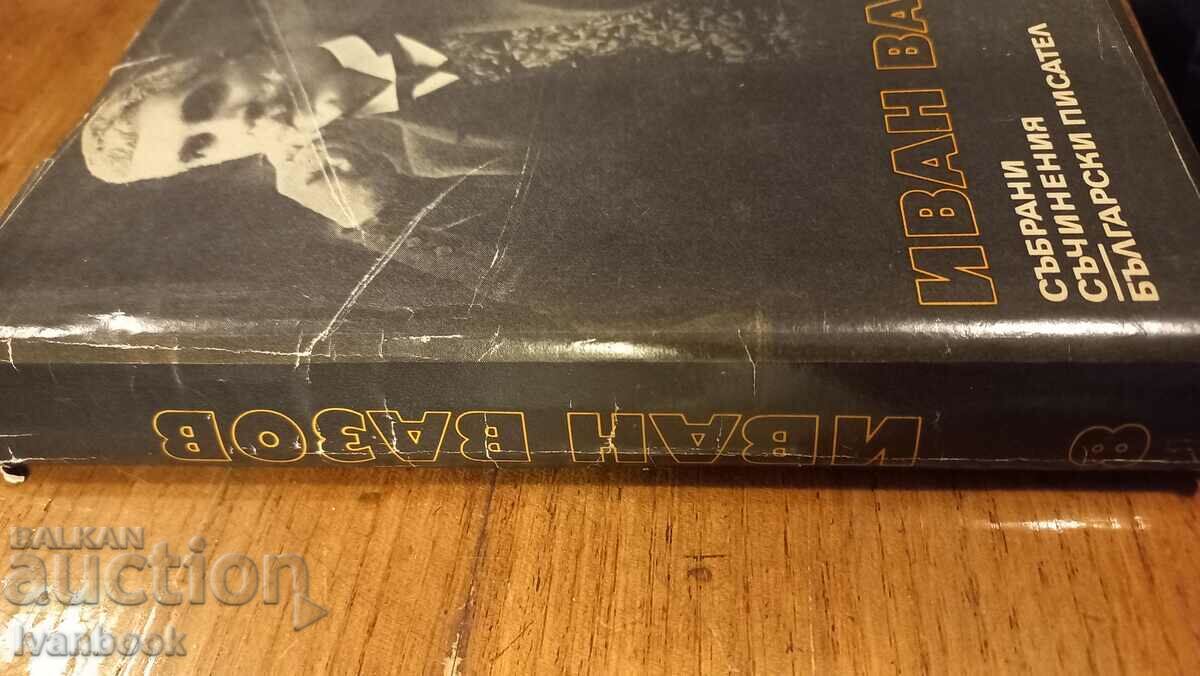 ИВАН ВА
СЪБРАНИ
СЪЧИНЕНИЯ
БЪЛГАРСКИ ПИСАТЕЛ
ИВАН ВАЗОВ
8
BALKAN
auction
Ivanbook